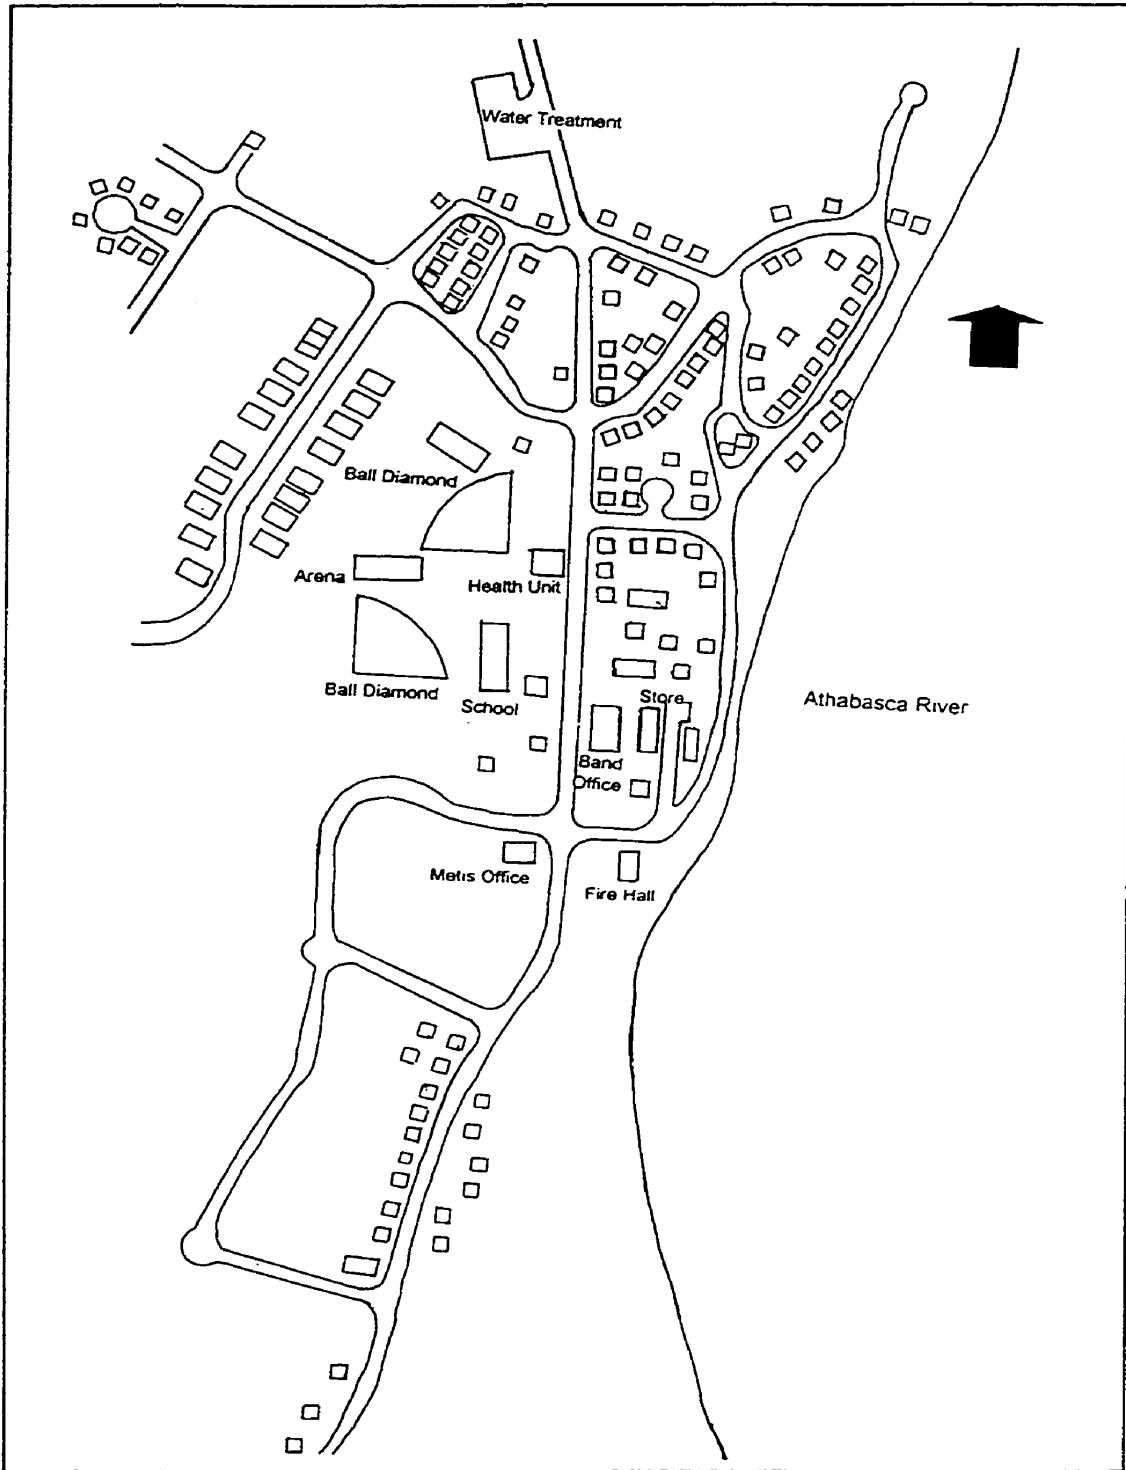 Water Treatment
Ball Diamond
Arena
Health Unit
Ball Diamond
School
Store
Athabasca River
Band
Office
Metis Office
Fire Hall